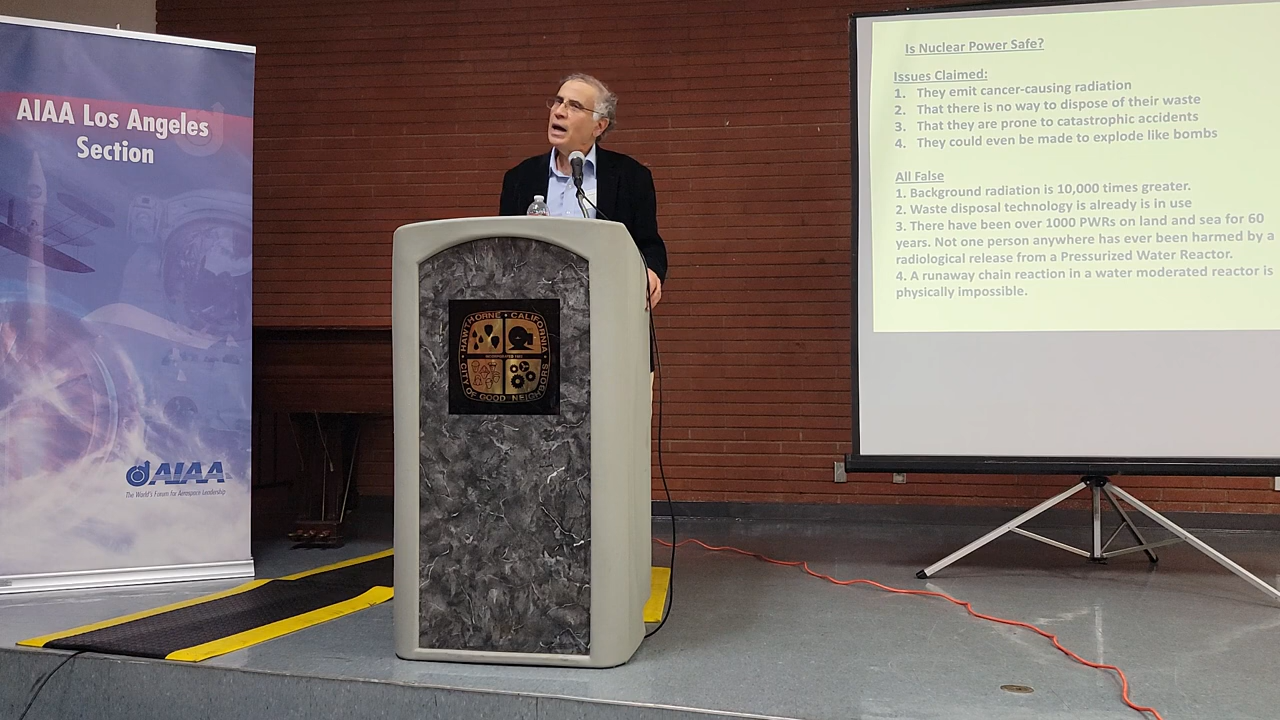 AIAA Los Angeles
Section
AIAA
The World's Forum for Aerospace Leadership
HAWTHORNE • CALIFORNIA
CITY OF GOOD NEIGHBORS
Is Nuclear Power Safe?
Issues Claimed:
1. They emit cancer-causing radiation
2. That there is no way to dispose of their waste
3. That they are prone to catastrophic accidents
4. They could even be made to explode like bombs
All False
1. Background radiation is 10,000 times greater.
2. Waste disposal technology is already is in use
3. There have been over 1000 PWRs on land and sea for 60
years. Not one person anywhere has ever been harmed by a
radiological release from a Pressurized Water Reactor.
4. A runaway chain reaction in a water moderated reactor is
physically impossible.